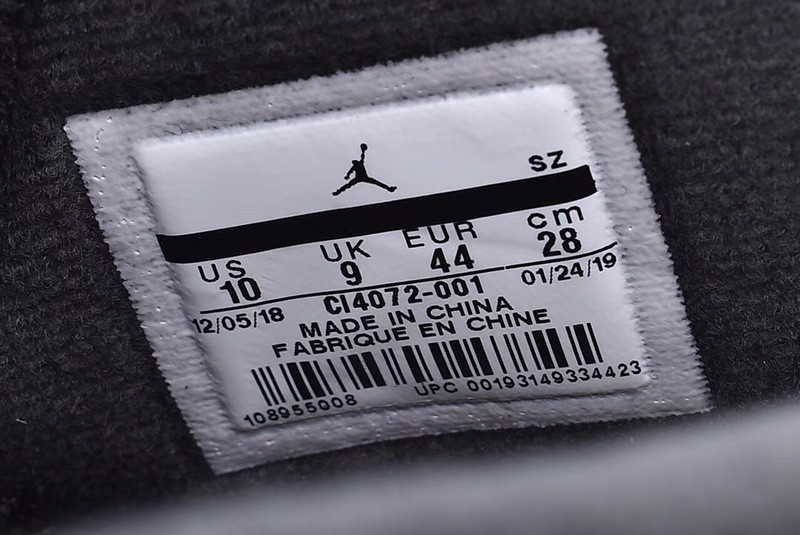 SZ
US UK EUR cm
10 9 44 28
12/05/18 CI4072-001 01/24/19
MADE IN CHINA
FABRIQUE EN CHINE
108955008 UPC 00193149334423